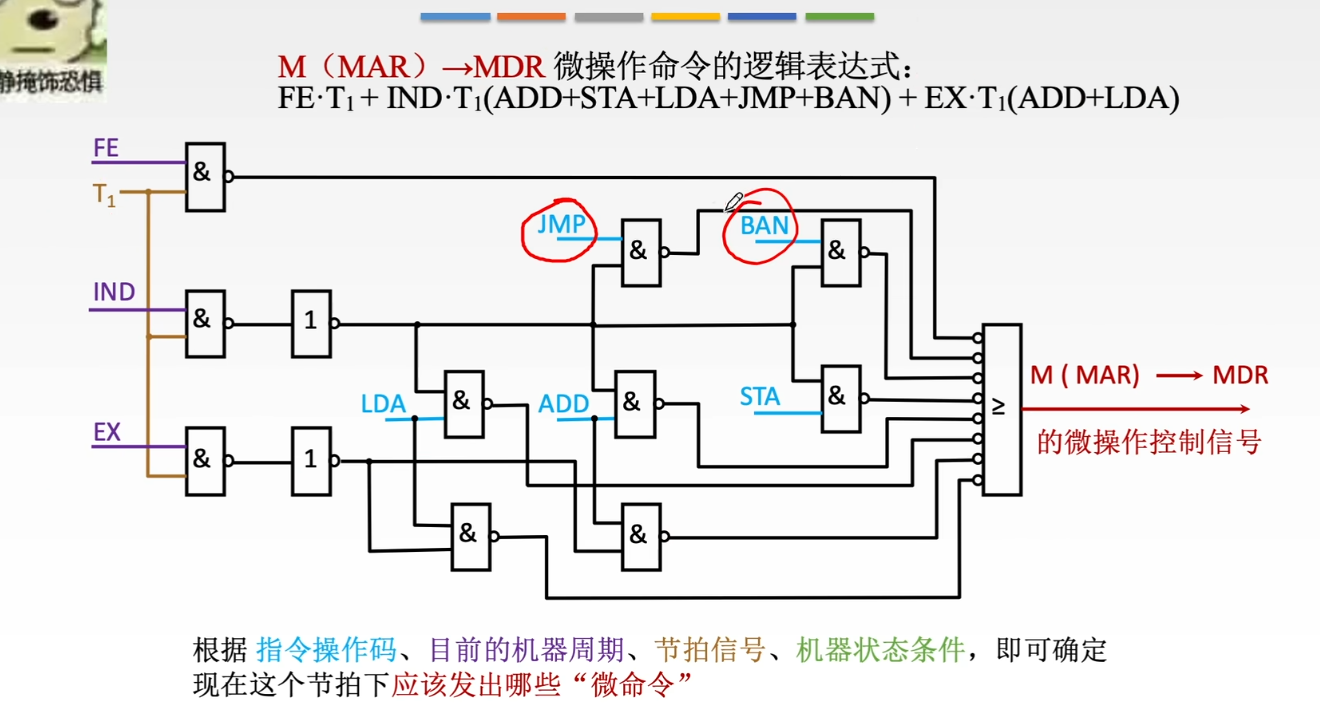 静掩饰恐惧
M（MAR）→MDR 微操作命令的逻辑表达式：
FE·T₁ + IND·T₁(ADD+STA+LDA+JMP+BAN) + EX·T₁(ADD+LDA)
FE
&
T₁
JMP
&
BAN
&
IND
&
1
LDA
&
ADD
&
STA
&
≥
M ( MAR) → MDR
的微操作控制信号
EX
&
1
&
&
根据 指令操作码、目前的机器周期、节拍信号、机器状态条件，即可确定
现在这个节拍下应该发出哪些“微命令”